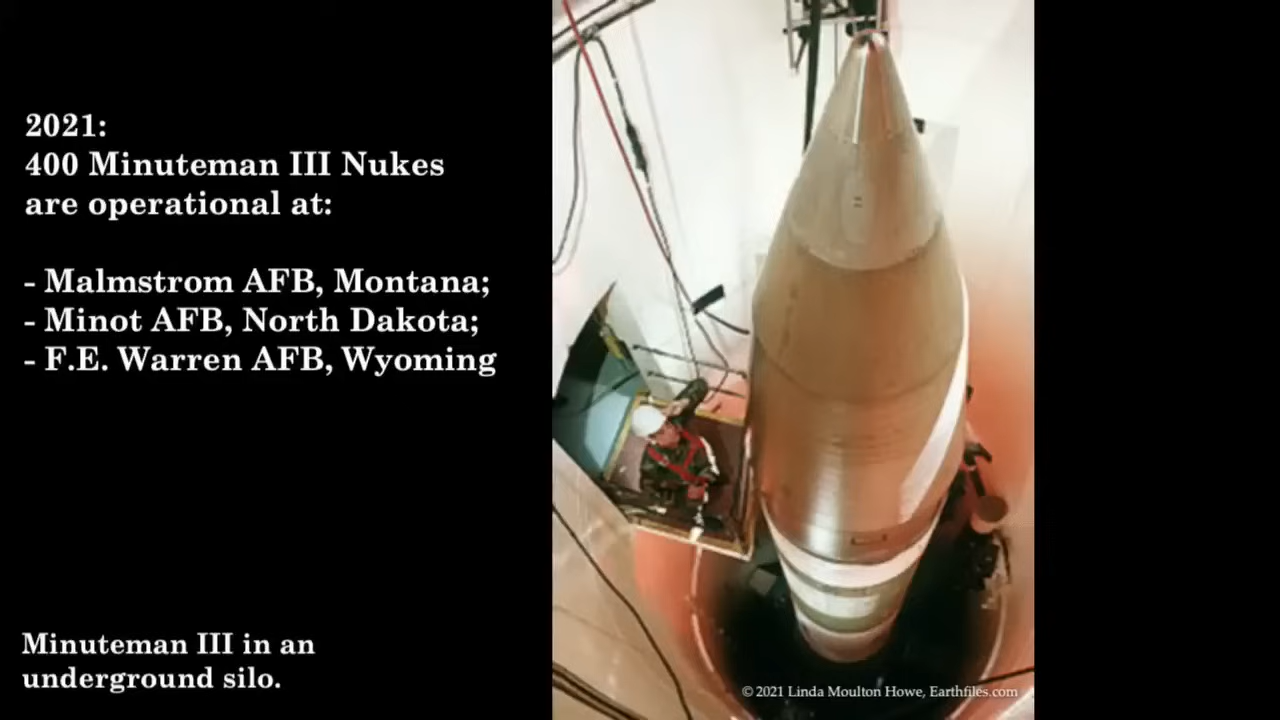 2021:
400 Minuteman III Nukes
are operational at:
- Malmstrom AFB, Montana;
- Minot AFB, North Dakota;
- F.E. Warren AFB, Wyoming
Minuteman III in an
underground silo.
© 2021 Linda Moulton Howe, Earthfiles.com